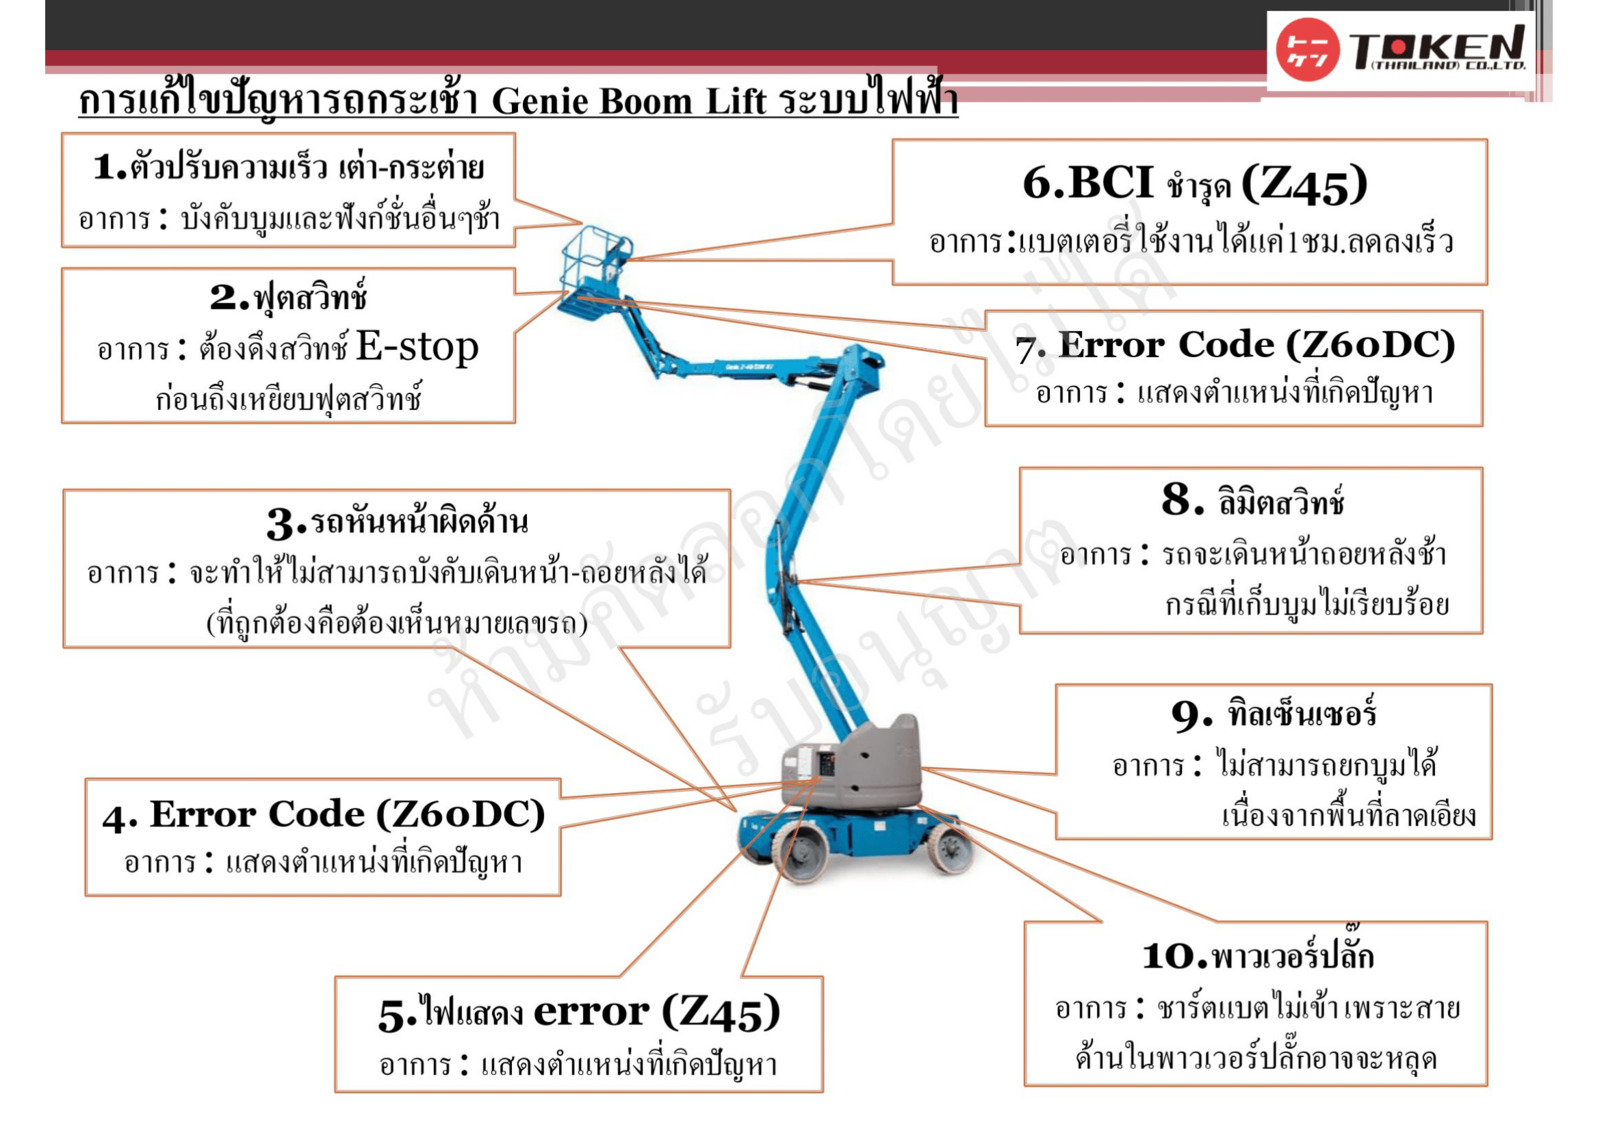 トーケン TOKEN
(THAILAND) CO.,LTD.
การแก้ไขปัญหารถกระเช้า Genie Boom Lift ระบบไฟฟ้า
1.ตัวปรับความเร็ว เต่า-กระต่าย
อาการ : บังคับบูมและฟังก์ชั่นอื่นๆช้า
2.ฟุตสวิทช์
อาการ : ต้องดึงสวิทช์ E-stop
ก่อนถึงเหยียบฟุตสวิทช์
3.รถหันหน้าผิดด้าน
อาการ : จะทำให้ไม่สามารถบังคับเดินหน้า-ถอยหลังได้
(ที่ถูกต้องคือต้องเห็นหมายเลขรถ)
4. Error Code (Z60DC)
อาการ : แสดงตำแหน่งที่เกิดปัญหา
5.ไฟแสดง error (Z45)
อาการ : แสดงตำแหน่งที่เกิดปัญหา
6.BCI ชำรุด (Z45)
อาการ:แบตเตอรี่ใช้งานได้แค่1ชม.ลดลงเร็ว
7. Error Code (Z60DC)
อาการ : แสดงตำแหน่งที่เกิดปัญหา
8. ลิมิตสวิทช์
อาการ : รถจะเดินหน้าถอยหลังช้า
กรณีที่เก็บบูมไม่เรียบร้อย
9. ทิลเซ็นเซอร์
อาการ : ไม่สามารถยกบูมได้
เนื่องจากพื้นที่ลาดเอียง
10.พาวเวอร์ปลั๊ก
อาการ : ชาร์ตแบตไม่เข้า เพราะสาย
ด้านในพาวเวอร์ปลั๊กอาจจะหลุด
ห้ามคัดลอกโดยไม่ได้
รับอนุญาต